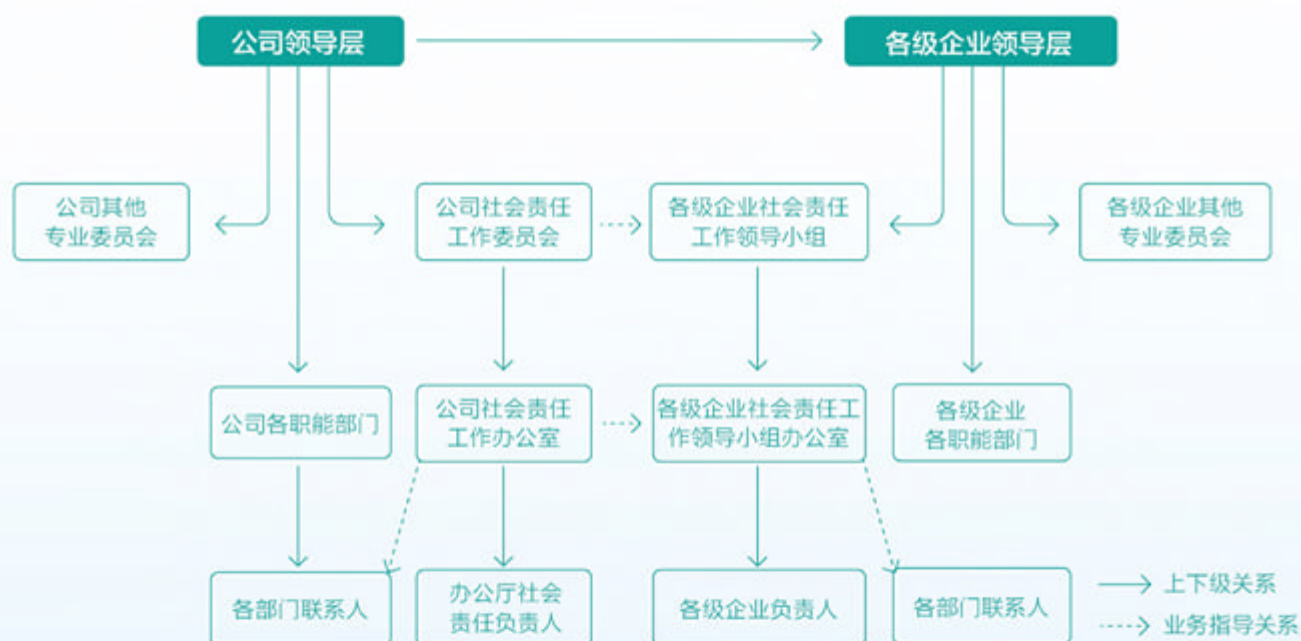 公司领导层
各级企业领导层
公司其他
专业委员会
公司社会责任
工作委员会
各级企业社会责任
工作领导小组
各级企业其他
专业委员会
公司各职能部门
公司社会责任
工作办公室
各级企业社会责任工
作领导小组办公室
各级企业
各职能部门
各部门联系人
办公厅社会
责任负责人
各级企业负责人
各部门联系人
上下级关系
业务指导关系